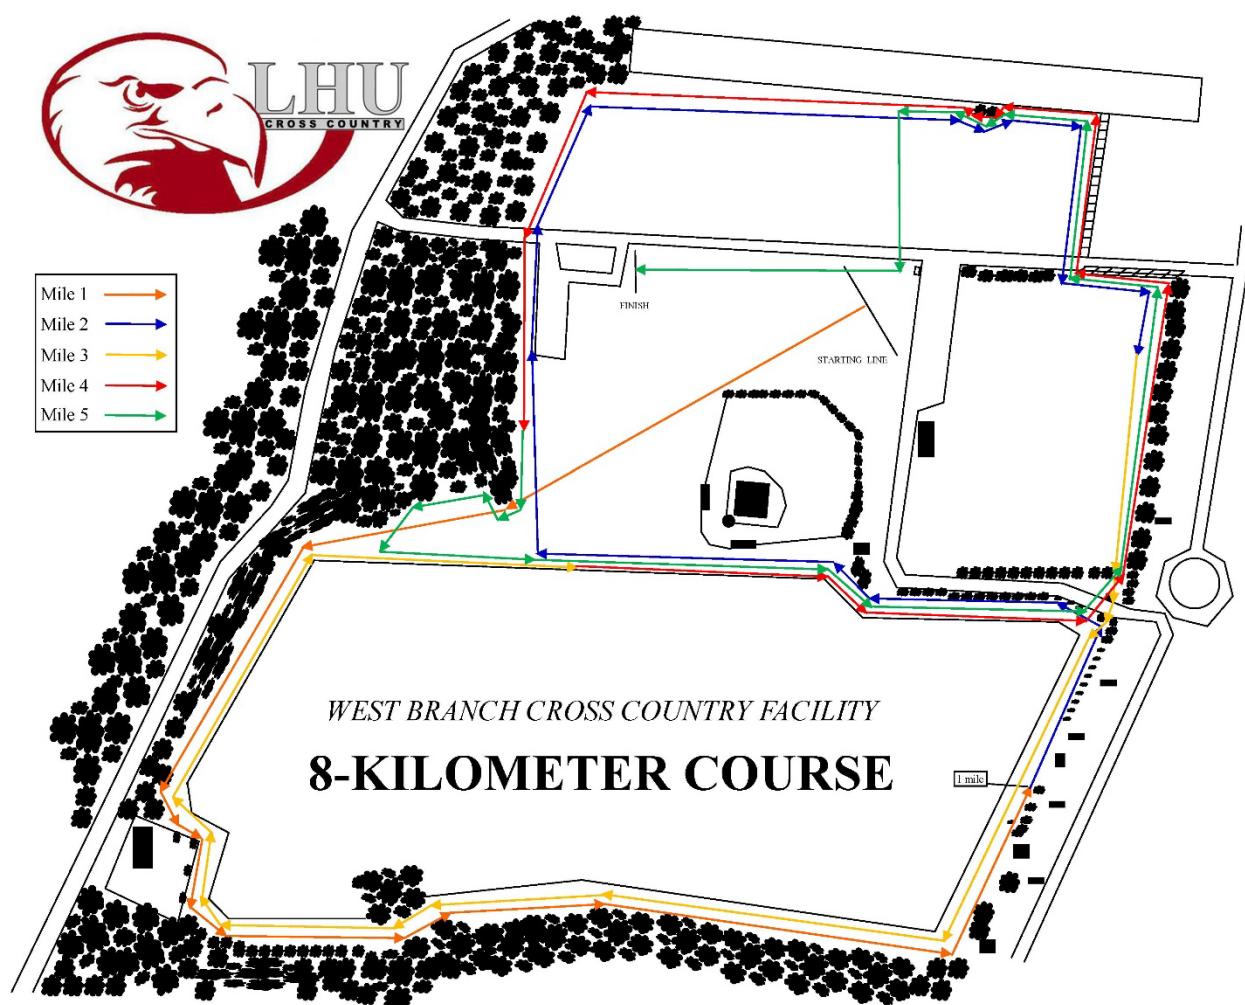 LHU
CROSS COUNTRY
Mile 1
Mile 2
Mile 3
Mile 4
Mile 5
FINISH
STARTING LINE
WEST BRANCH CROSS COUNTRY FACILITY
8-KILOMETER COURSE
1 mile